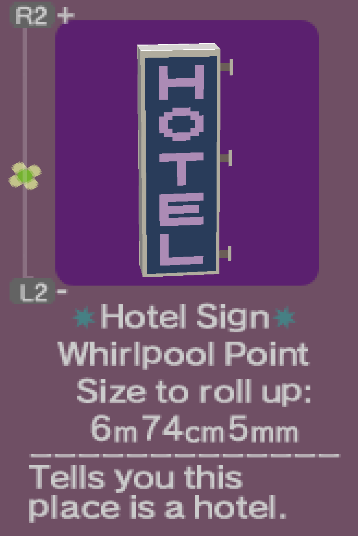 R2 +
HOTEL
L2 -
Hotel Sign
Whirlpool Point
Size to roll up:
6m74cm5mm
Tells you this
place is a hotel.